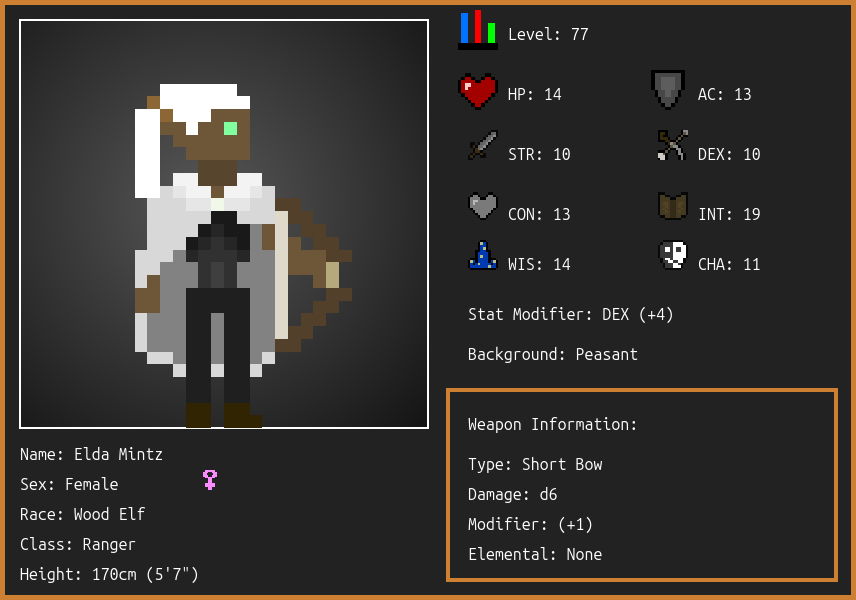 Level: 77
HP: 14
AC: 13
STR: 10
DEX: 10
CON: 13
INT: 19
WIS: 14
CHA: 11
Stat Modifier: DEX (+4)
Background: Peasant
Weapon Information:
Type: Short Bow
Damage: d6
Modifier: (+1)
Elemental: None
Name: Elda Mintz
Sex: Female
Race: Wood Elf
Class: Ranger
Height: 170cm (5'7")